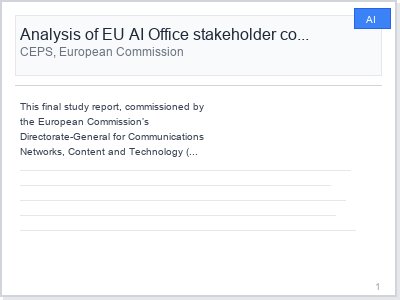 AI
Analysis of EU AI Office stakeholder co...
CEPS, European Commission
This final study report, commissioned by
the European Commission's
Directorate-General for Communications
Networks, Content and Technology (...
1